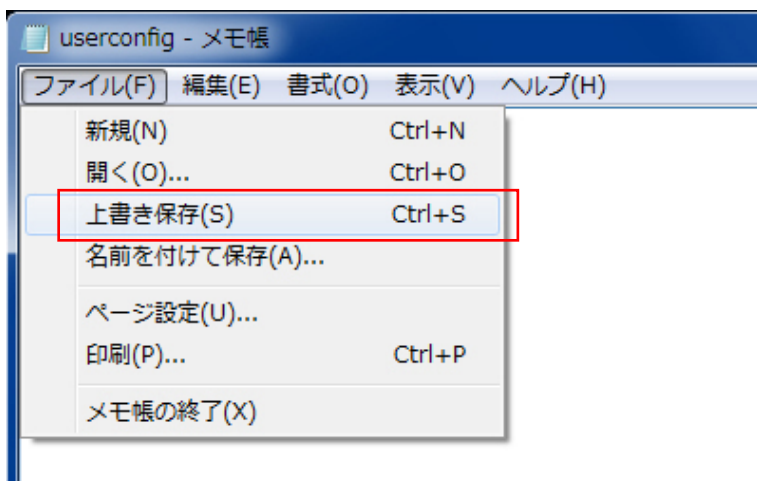 userconfig - メモ帳
ファイル(F) 編集(E) 書式(O) 表示(V) ヘルプ(H)
新規(N) Ctrl+N
開く(O)... Ctrl+O
上書き保存(S) Ctrl+S
名前を付けて保存(A)...
ページ設定(U)...
印刷(P)... Ctrl+P
メモ帳の終了(X)